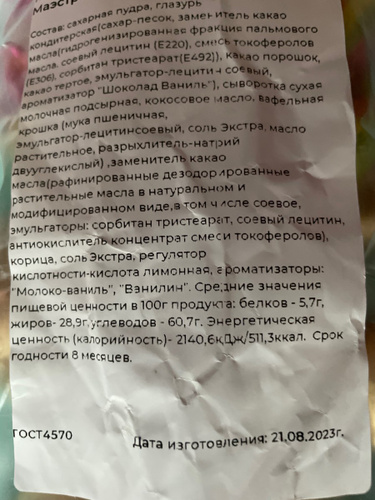 Маэстр
Состав: сахарная пудра, глазурь
кондитерская(сахар-песок, заменитель какао
масла(гидрогенизированная фракция пальмового
масла, соевый лецитин (Е220), смесь токоферолов
(Е306), сорбитан тристеарат(Е492)), какао порошок,
какао тертое, эмульгатор-лецитин соевый,
ароматизатор "Шоколад Ваниль"), сыворотка сухая
молочная подсырная, кокосовое масло, вафельная
крошка (мука пшеничная,
эмульгатор-лецитинсоевый, соль Экстра, масло
растительное, разрыхлитель-натрий
двууглекислый) ,заменитель какао
масла(рафинированные дезодорированные
растительные масла в натуральном и
модифицированном виде,в том числе соевое,
эмульгаторы: сорбитан тристеарат, соевый лецитин,
антиокислитель концентрат смеси токоферолов),
корица, соль Экстра, регулятор
кислотности-кислота лимонная, ароматизаторы:
"Молоко-ваниль", "Ванилин". Средние значения
пищевой ценности в 100г продукта: белков - 5,7г,
жиров- 28,9г,углеводов - 60,7г. Энергетическая
ценность (калорийность)- 2140,6кДж/511,3ккал. Срок
годности 8 месяцев.
ГОСТ4570
Дата изготовления: 21.08.2023г.